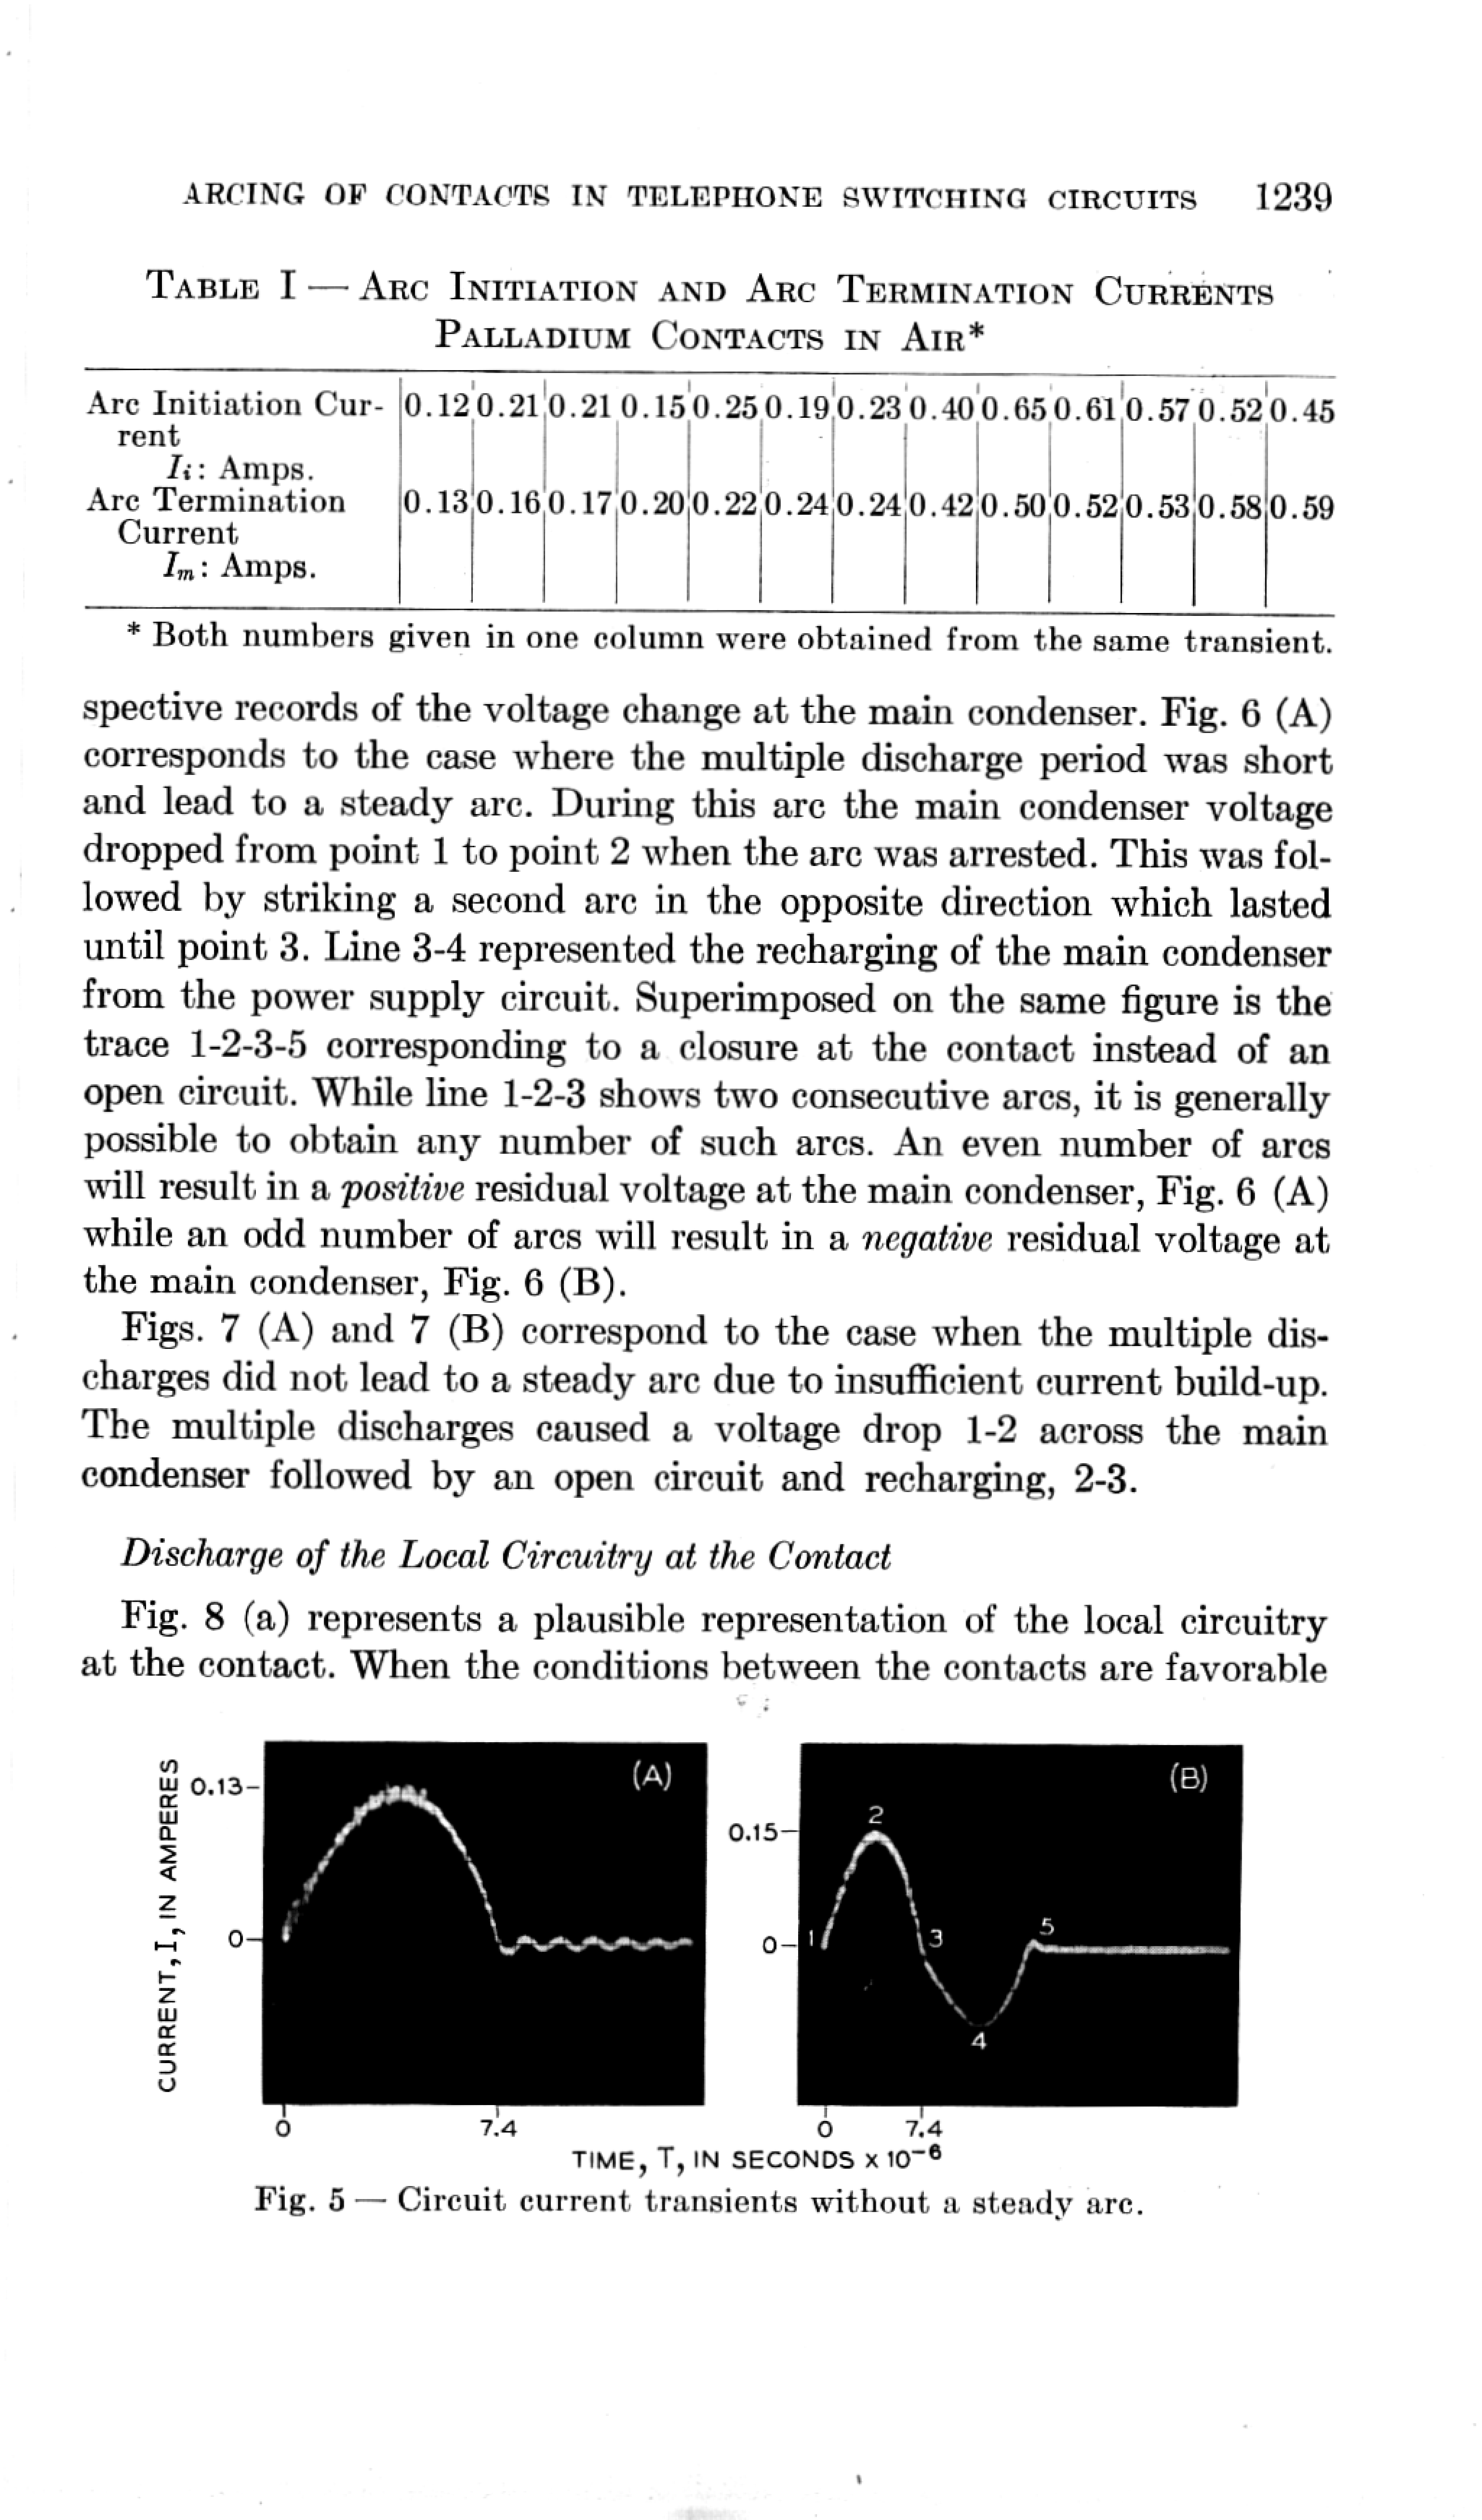 ARCING OF CONTACTS IN TELEPHONE SWITCHING CIRCUITS 1239
TABLE I — ARC INITIATION AND ARC TERMINATION CURRENTS
PALLADIUM CONTACTS IN AIR*
Arc Initiation Cur- 0.12 0.21 0.21 0.15 0.25 0.19 0.23 0.40 0.65 0.61 0.57 0.52 0.45
rent
Ii: Amps.
Arc Termination 0.13 0.16 0.17 0.20 0.22 0.24 0.24 0.42 0.50 0.52 0.53 0.58 0.59
Current
Im: Amps.
* Both numbers given in one column were obtained from the same transient.
spective records of the voltage change at the main condenser. Fig. 6 (A)
corresponds to the case where the multiple discharge period was short
and lead to a steady arc. During this arc the main condenser voltage
dropped from point 1 to point 2 when the arc was arrested. This was fol-
lowed by striking a second arc in the opposite direction which lasted
until point 3. Line 3-4 represented the recharging of the main condenser
from the power supply circuit. Superimposed on the same figure is the
trace 1-2-3-5 corresponding to a closure at the contact instead of an
open circuit. While line 1-2-3 shows two consecutive arcs, it is generally
possible to obtain any number of such arcs. An even number of arcs
will result in a positive residual voltage at the main condenser, Fig. 6 (A)
while an odd number of arcs will result in a negative residual voltage at
the main condenser, Fig. 6 (B).
Figs. 7 (A) and 7 (B) correspond to the case when the multiple dis-
charges did not lead to a steady arc due to insufficient current build-up.
The multiple discharges caused a voltage drop 1-2 across the main
condenser followed by an open circuit and recharging, 2-3.
Discharge of the Local Circuitry at the Contact
Fig. 8 (a) represents a plausible representation of the local circuitry
at the contact. When the conditions between the contacts are favorable
CURRENT, I, IN AMPERES
0.13
0
(A)
0 7.4
0.15
0
(B)
1
2
3
4
5
0 7.4
TIME, T, IN SECONDS x 10-6
Fig. 5 — Circuit current transients without a steady arc.